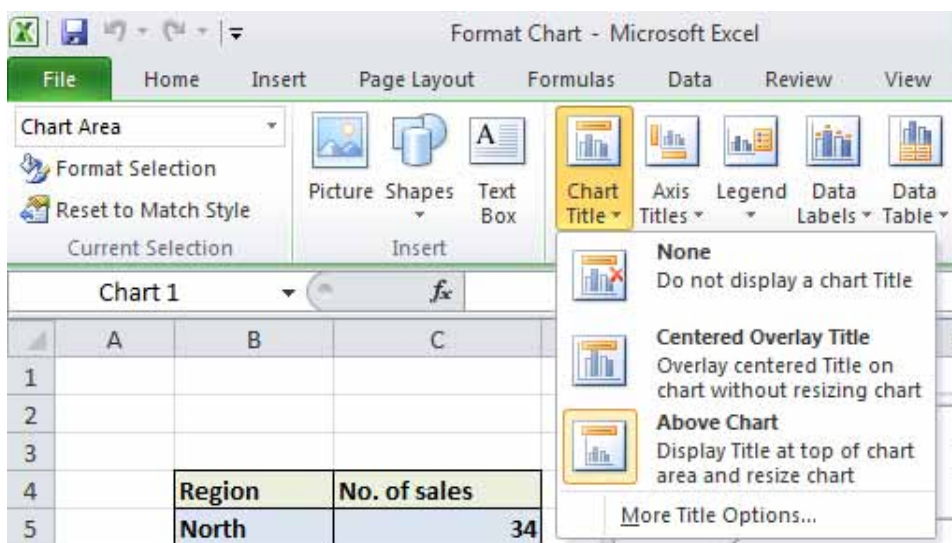 Format Chart - Microsoft Excel
File Home Insert Page Layout Formulas Data Review View
Chart Area
Format Selection
Reset to Match Style
Current Selection
Picture Shapes Text Box
Insert
Chart Title Axis Titles Legend Data Labels Data Table
None
Do not display a chart Title
Centered Overlay Title
Overlay centered Title on
chart without resizing chart
Above Chart
Display Title at top of chart
area and resize chart
More Title Options...
Chart 1 fx
A B C
1
2
3
4 Region No. of sales
5 North 34